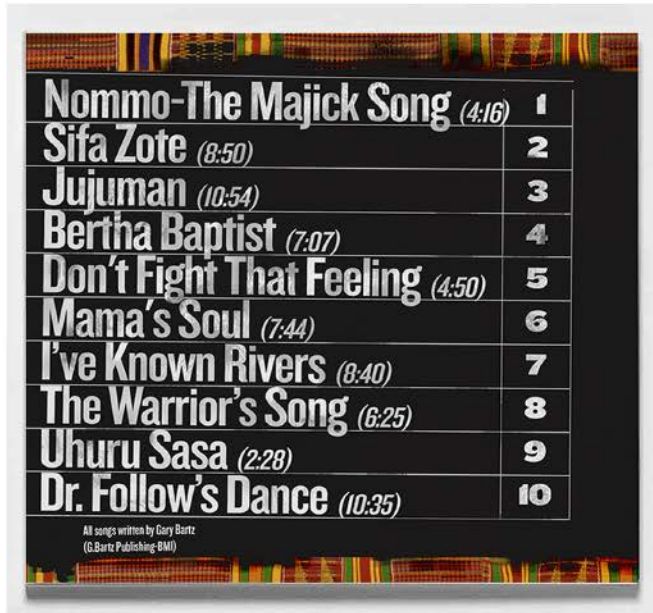 Nommo-The Majick Song (4:16) 1
Sifa Zote (8:50) 2
Jujuman (10:54) 3
Bertha Baptist (7:07) 4
Don't Fight That Feeling (4:50) 5
Mama's Soul (7:44) 6
I've Known Rivers (8:40) 7
The Warrior's Song (6:25) 8
Uhuru Sasa (2:28) 9
Dr. Follow's Dance (10:35) 10
All songs written by Gary Bartz
(G.Bartz Publishing-BMI)